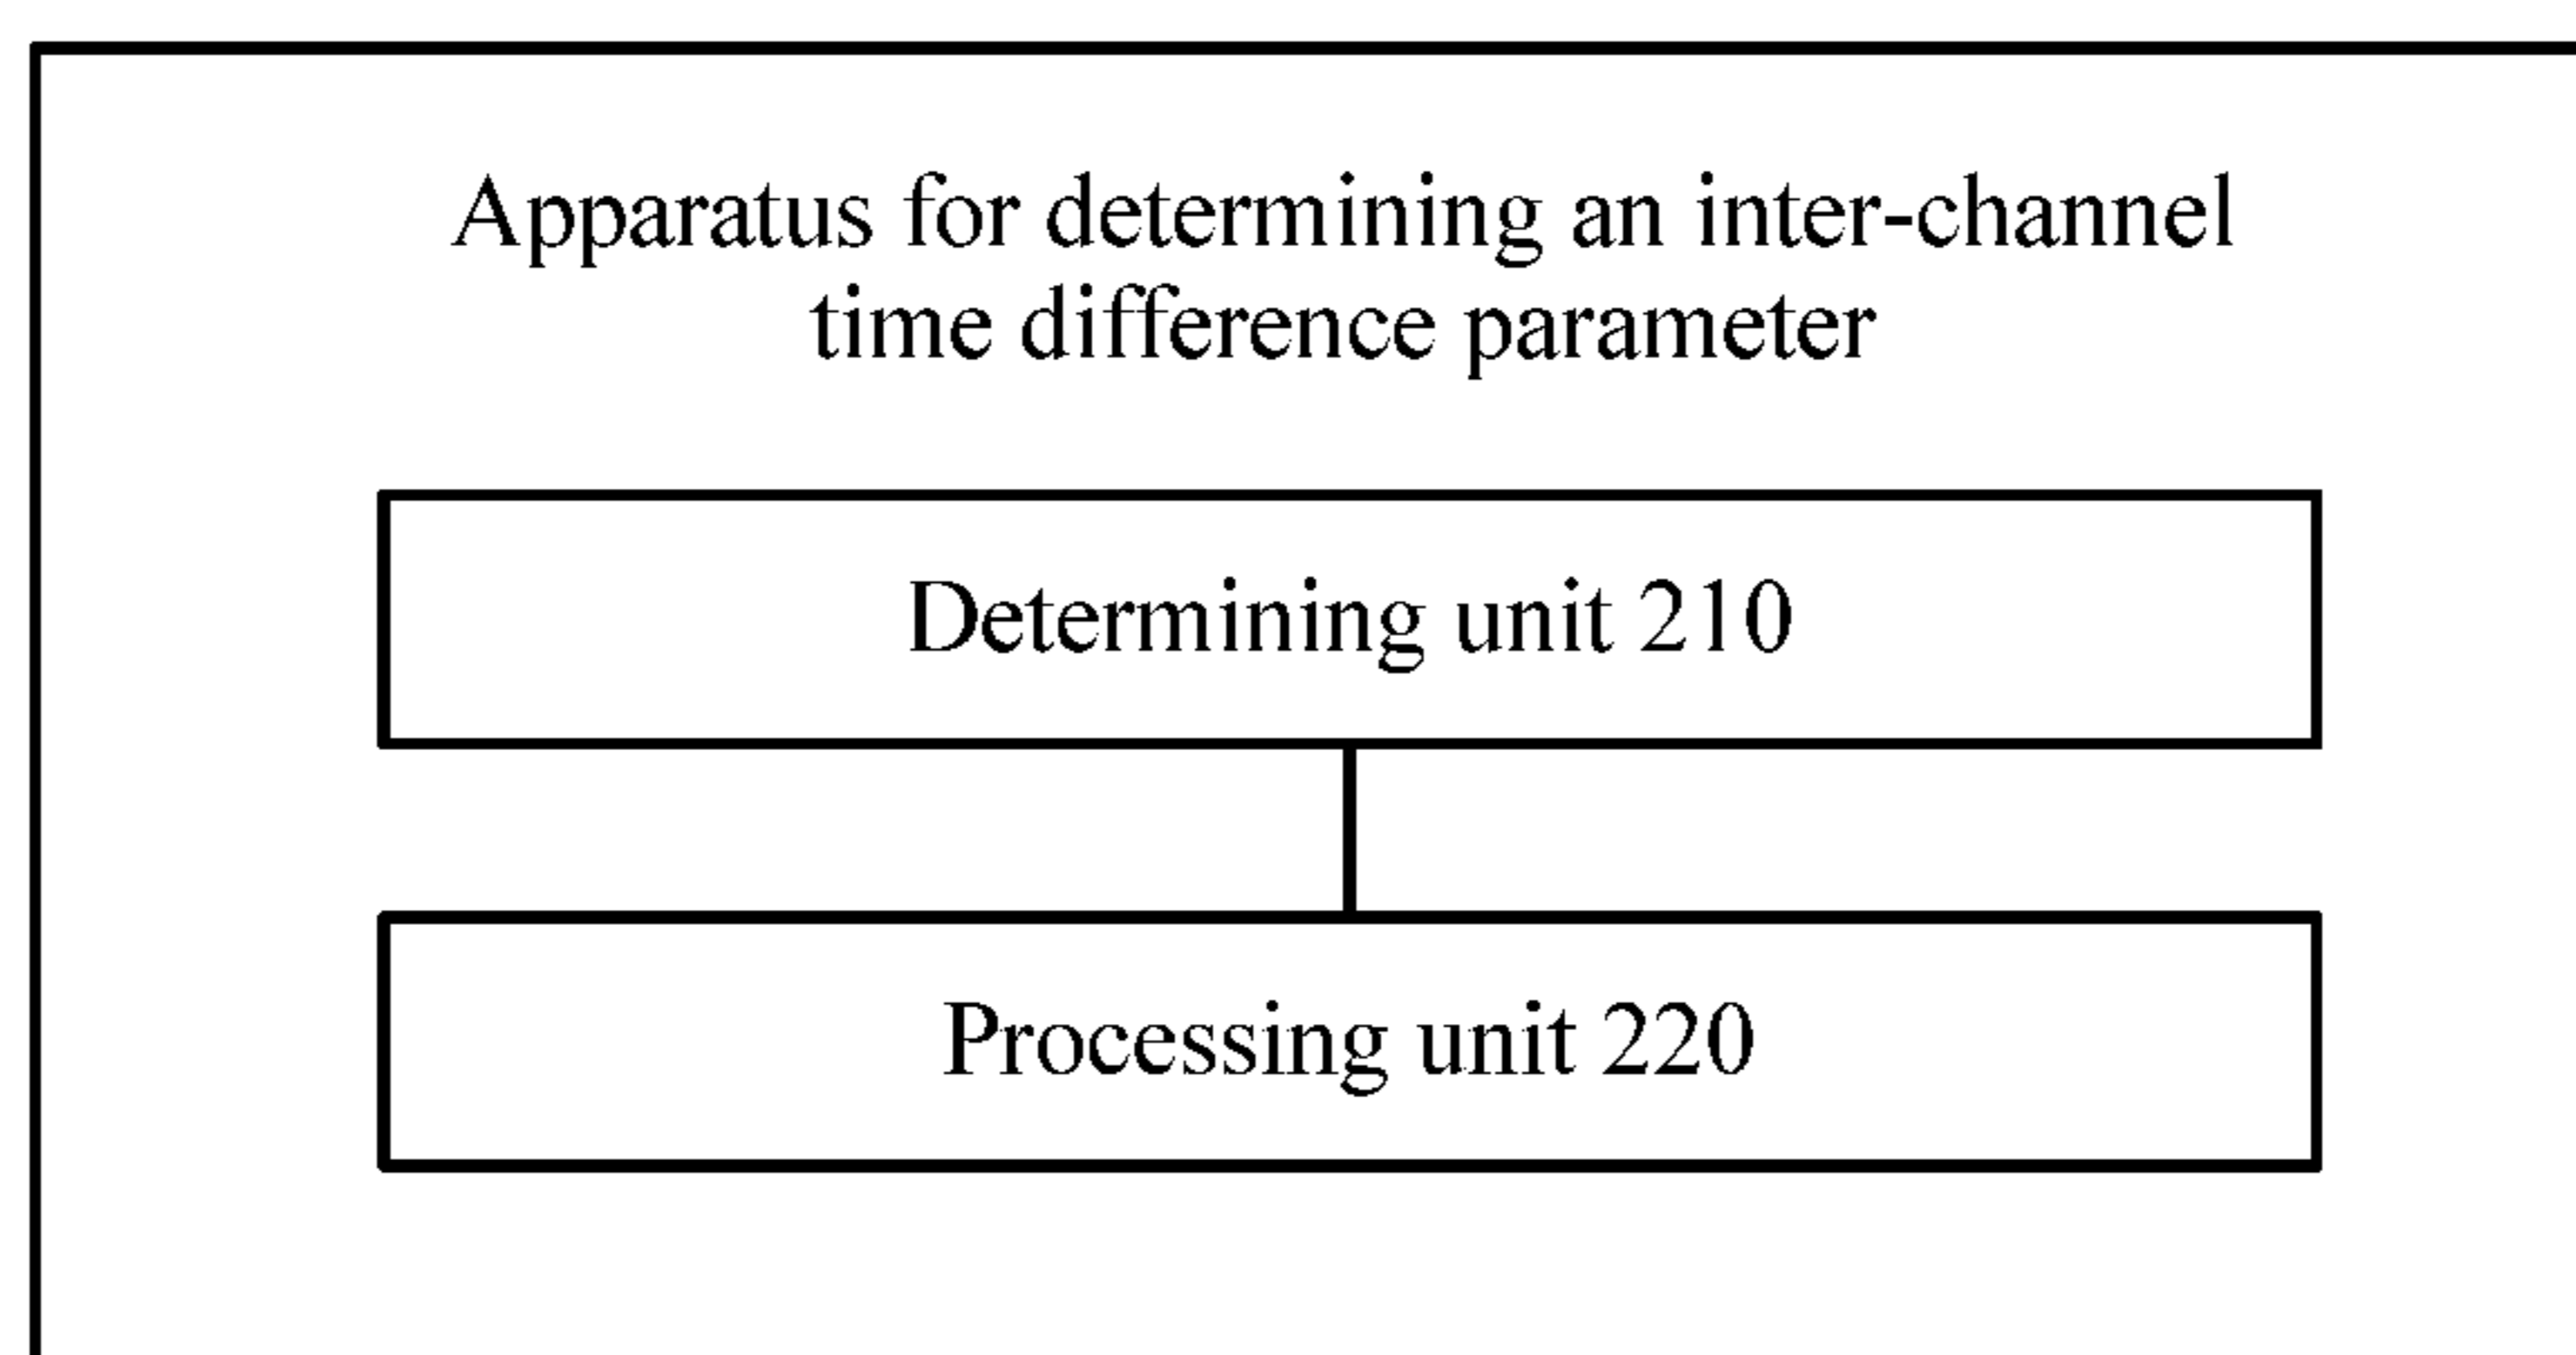 Apparatus for determining an inter-channel
time difference parameter
Determining unit 210
Processing unit 220